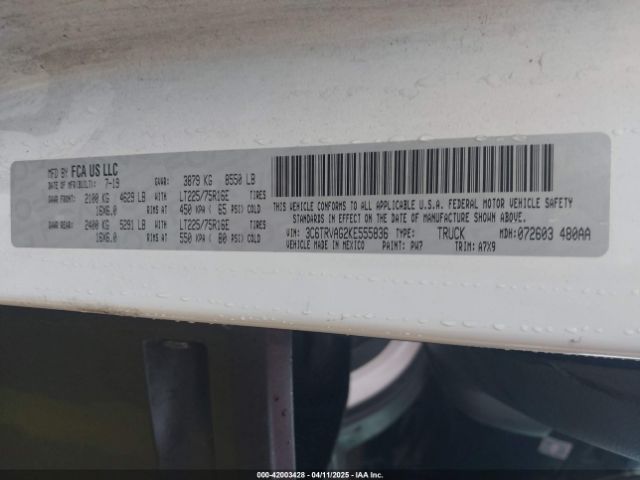 MFD BY FCA US LLC
DATE OF MFR(BUILT): 7-19 GVWR: 3879 KG 8550 LB
GAWR FRONT: 2100 KG 4629 LB WITH LT225/75R16E TIRES
16X6.0 RIMS AT 450 KPA ( 65 PSI) COLD
GAWR REAR: 2400 KG 5291 LB WITH LT225/75R16E TIRES
16X6.0 RIMS AT 550 KPA ( 80 PSI) COLD
THIS VEHICLE CONFORMS TO ALL APPLICABLE U.S.A. FEDERAL MOTOR VEHICLE SAFETY
STANDARDS IN EFFECT ON THE DATE OF MANUFACTURE SHOWN ABOVE.
VIN: 3C6TRVAG2KE555836 TYPE: TRUCK MDH: 072603 480AA
VEHICLE MADE IN MEXICO PAINT: PW7 TRIM: A7X9
000-42003428 - 04/11/2025 - IAA Inc.